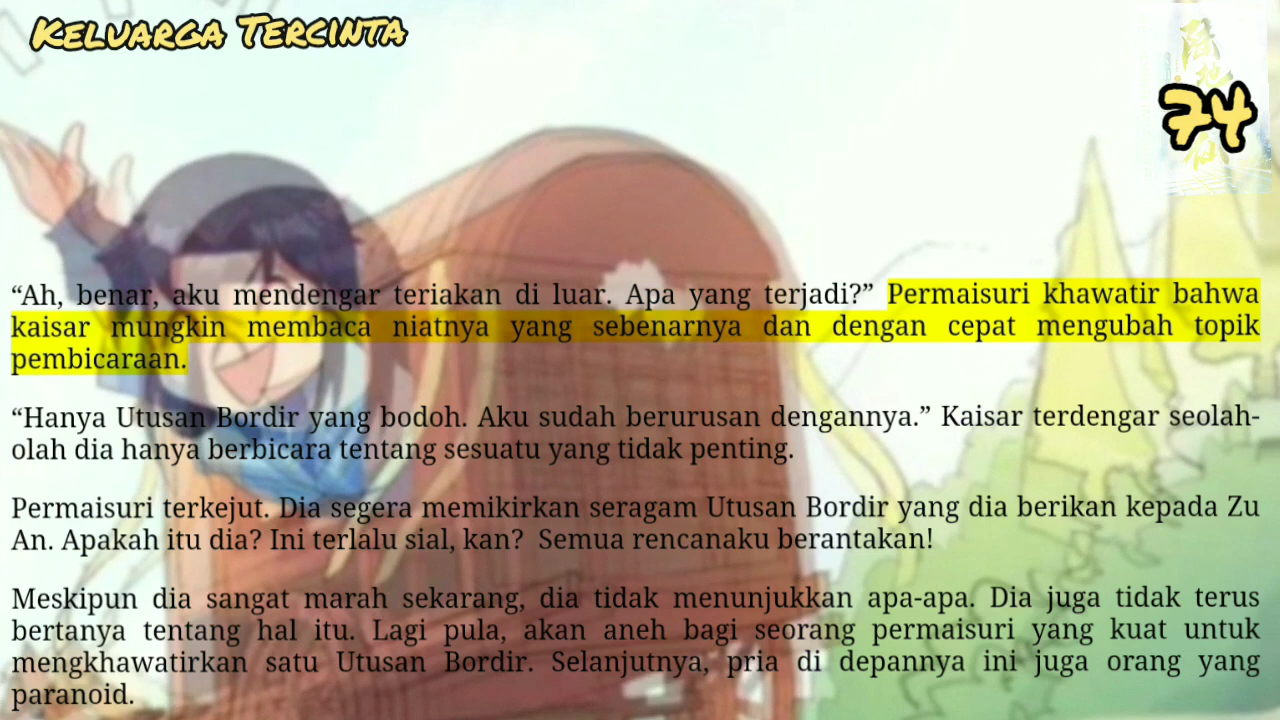 Keluarga Tercinta
74
“Ah, benar, aku mendengar teriakan di luar. Apa yang terjadi?” Permaisuri khawatir bahwa
kaisar mungkin membaca niatnya yang sebenarnya dan dengan cepat mengubah topik
pembicaraan.
“Hanya Utusan Bordir yang bodoh. Aku sudah berurusan dengannya.” Kaisar terdengar seolah-
olah dia hanya berbicara tentang sesuatu yang tidak penting.
Permaisuri terkejut. Dia segera memikirkan seragam Utusan Bordir yang dia berikan kepada Zu
An. Apakah itu dia? Ini terlalu sial, kan?  Semua rencanaku berantakan!
Meskipun dia sangat marah sekarang, dia tidak menunjukkan apa-apa. Dia juga tidak terus
bertanya tentang hal itu. Lagi pula, akan aneh bagi seorang permaisuri yang kuat untuk
mengkhawatirkan satu Utusan Bordir. Selanjutnya, pria di depannya ini juga orang yang
paranoid.